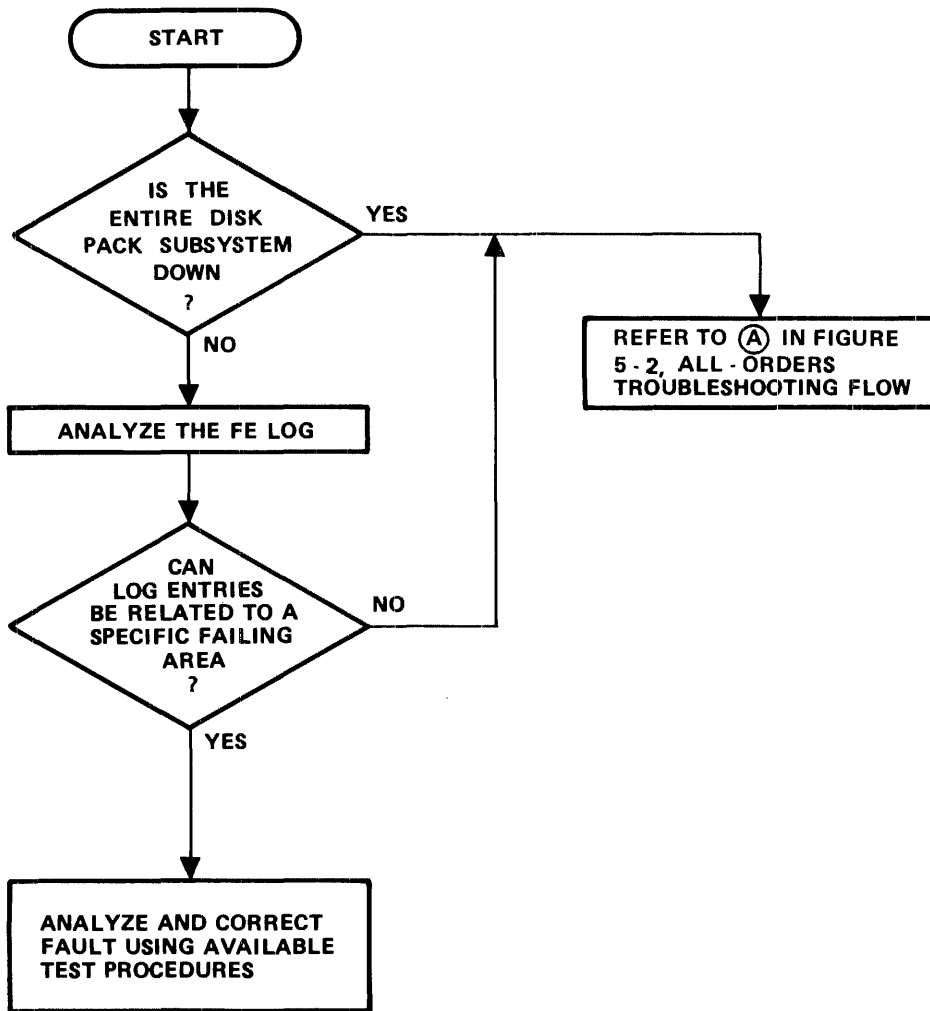 START
IS THE
ENTIRE DISK
PACK SUBSYSTEM
DOWN
?
YES
NO
REFER TO A IN FIGURE
5 - 2, ALL - ORDERS
TROUBLESHOOTING FLOW
ANALYZE THE FE LOG
CAN
LOG ENTRIES
BE RELATED TO A
SPECIFIC FAILING
AREA
?
NO
YES
ANALYZE AND CORRECT
FAULT USING AVAILABLE
TEST PROCEDURES